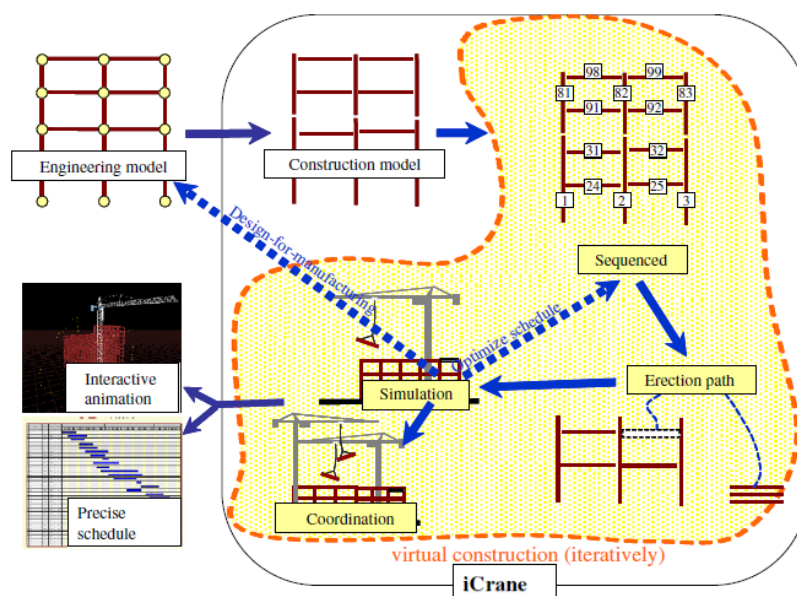 98
99
81
82
83
91
92
Engineering model
Construction model
31
32
24
25
1
2
3
Design-for-manufacturing
Sequenced
Optimize schedule
Interactive
animation
Simulation
Erection path
Precise
schedule
Coordination
virtual construction (iteratively)
iCrane